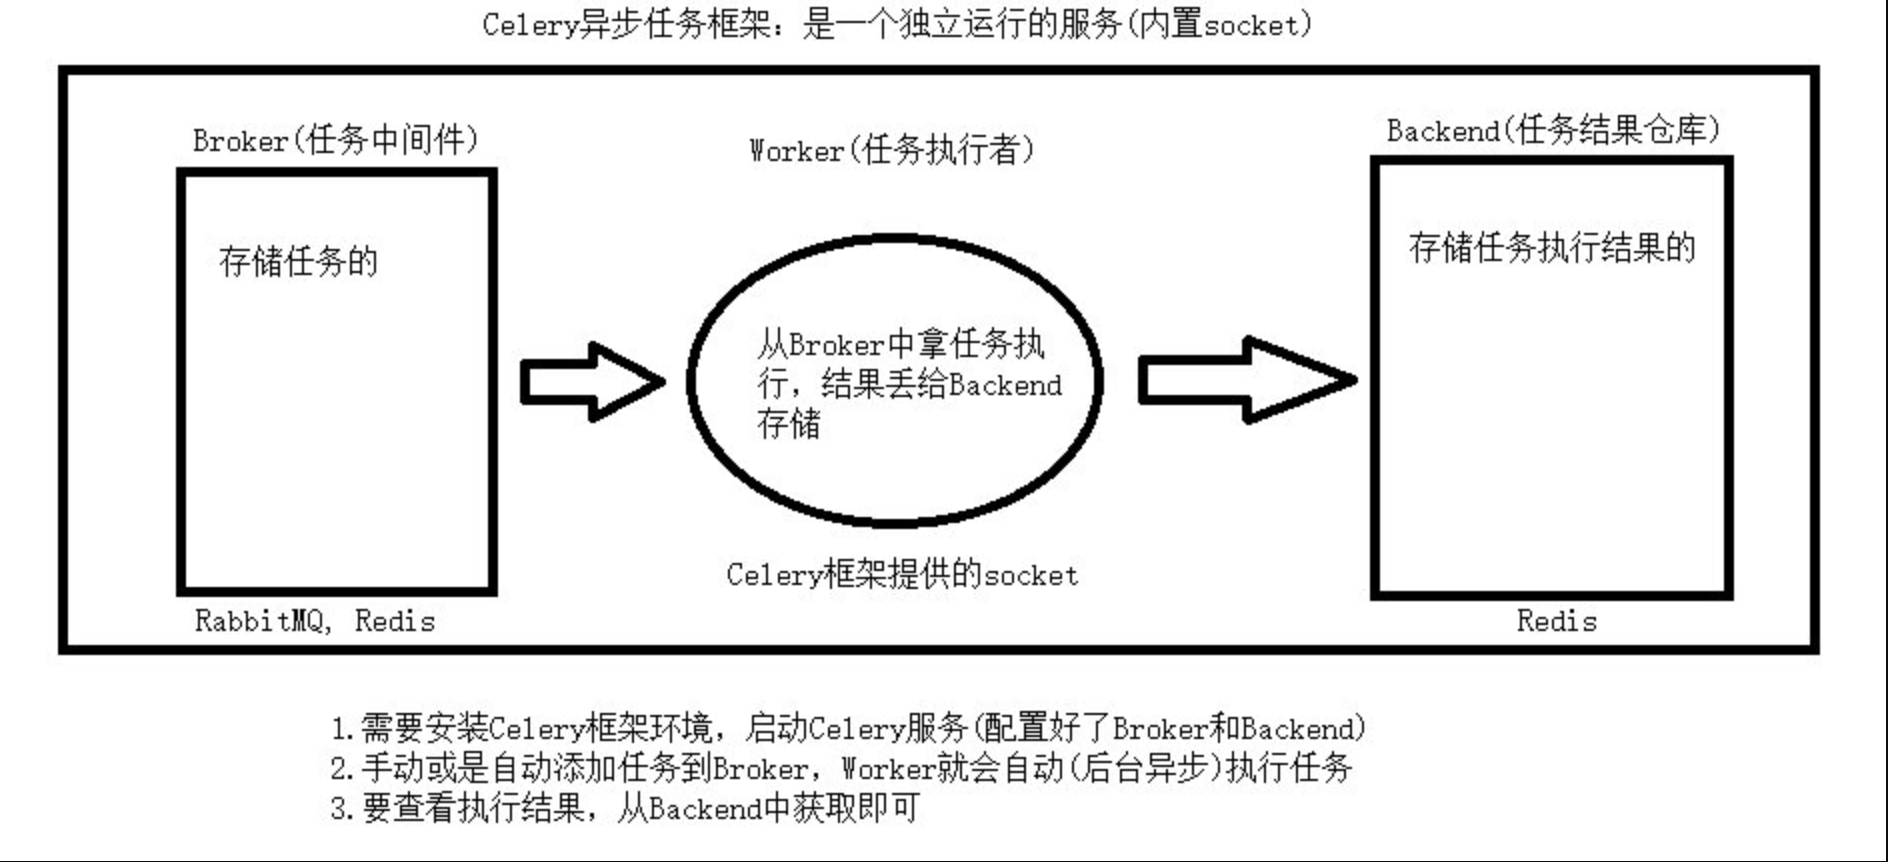 Celery异步任务框架：是一个独立运行的服务(内置socket)
Broker(任务中间件)
Worker(任务执行者)
Backend(任务结果仓库)
存储任务的
从Broker中拿任务执
行，结果丢给Backend
存储
存储任务执行结果的
Celery框架提供的socket
RabbitMQ, Redis
Redis
1.需要安装Celery框架环境，启动Celery服务(配置好了Broker和Backend)
2.手动或是自动添加任务到Broker，Worker就会自动(后台异步)执行任务
3.要查看执行结果，从Backend中获取即可